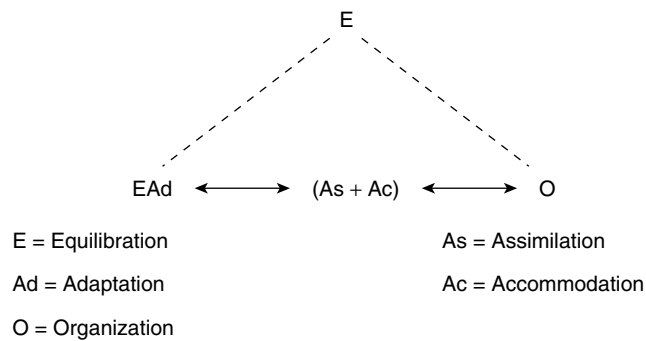 E
EAd (As + Ac) O
E = Equilibration As = Assimilation
Ad = Adaptation Ac = Accommodation
O = Organization